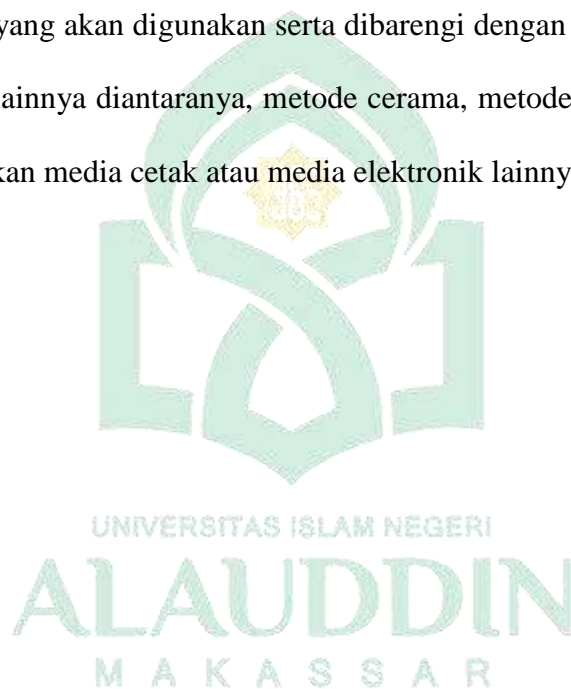 yang akan digunakan serta dibarengi dengan
lainnya diantaranya, metode cerama, metode
kan media cetak atau media elektronik lainny
UNIVERSITAS ISLAM NEGERI
ALAUDDIN
MAKASSAR